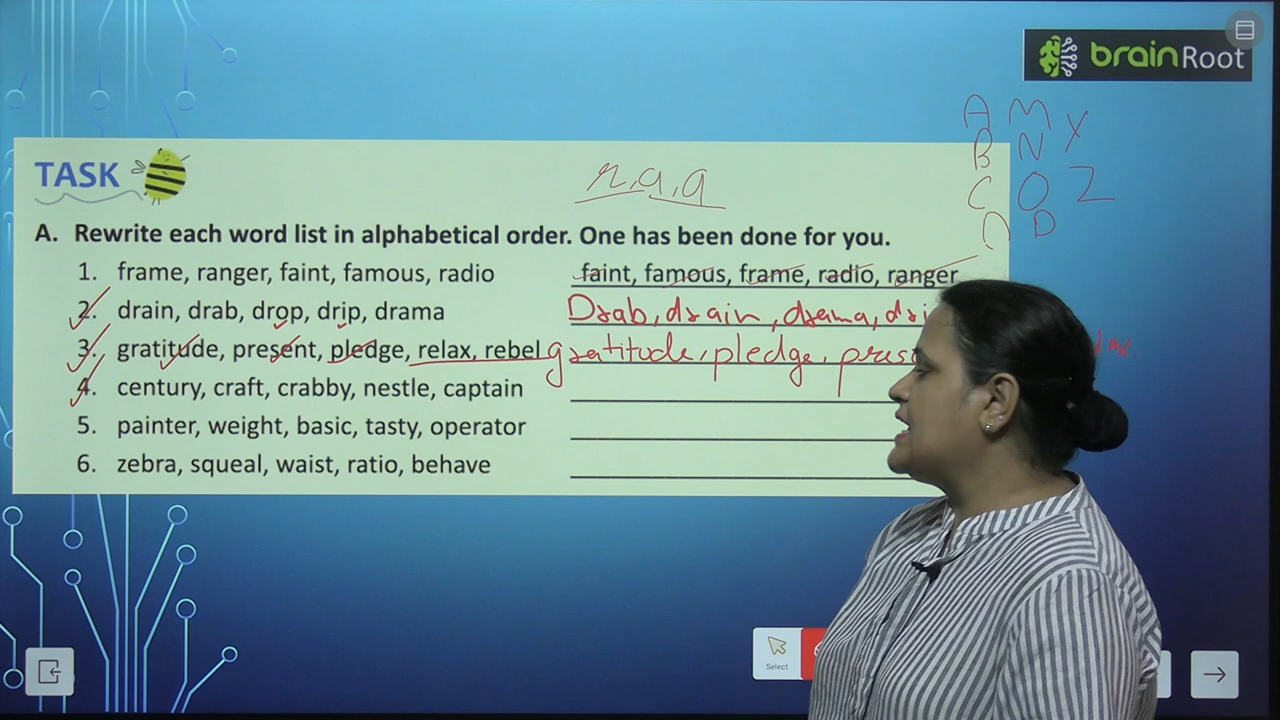 brainRoot
A M Y
B N
C O Z
D
TASK
r, a, a
A. Rewrite each word list in alphabetical order. One has been done for you.
1. frame, ranger, faint, famous, radio faint, famous, frame, radio, ranger
2. drain, drab, drop, drip, drama Drab, drain, drama, dri
3. gratitude, present, pledge, relax, rebel gratitude, pledge, pres lax
4. century, craft, crabby, nestle, captain
5. painter, weight, basic, tasty, operator
6. zebra, squeal, waist, ratio, behave
Select